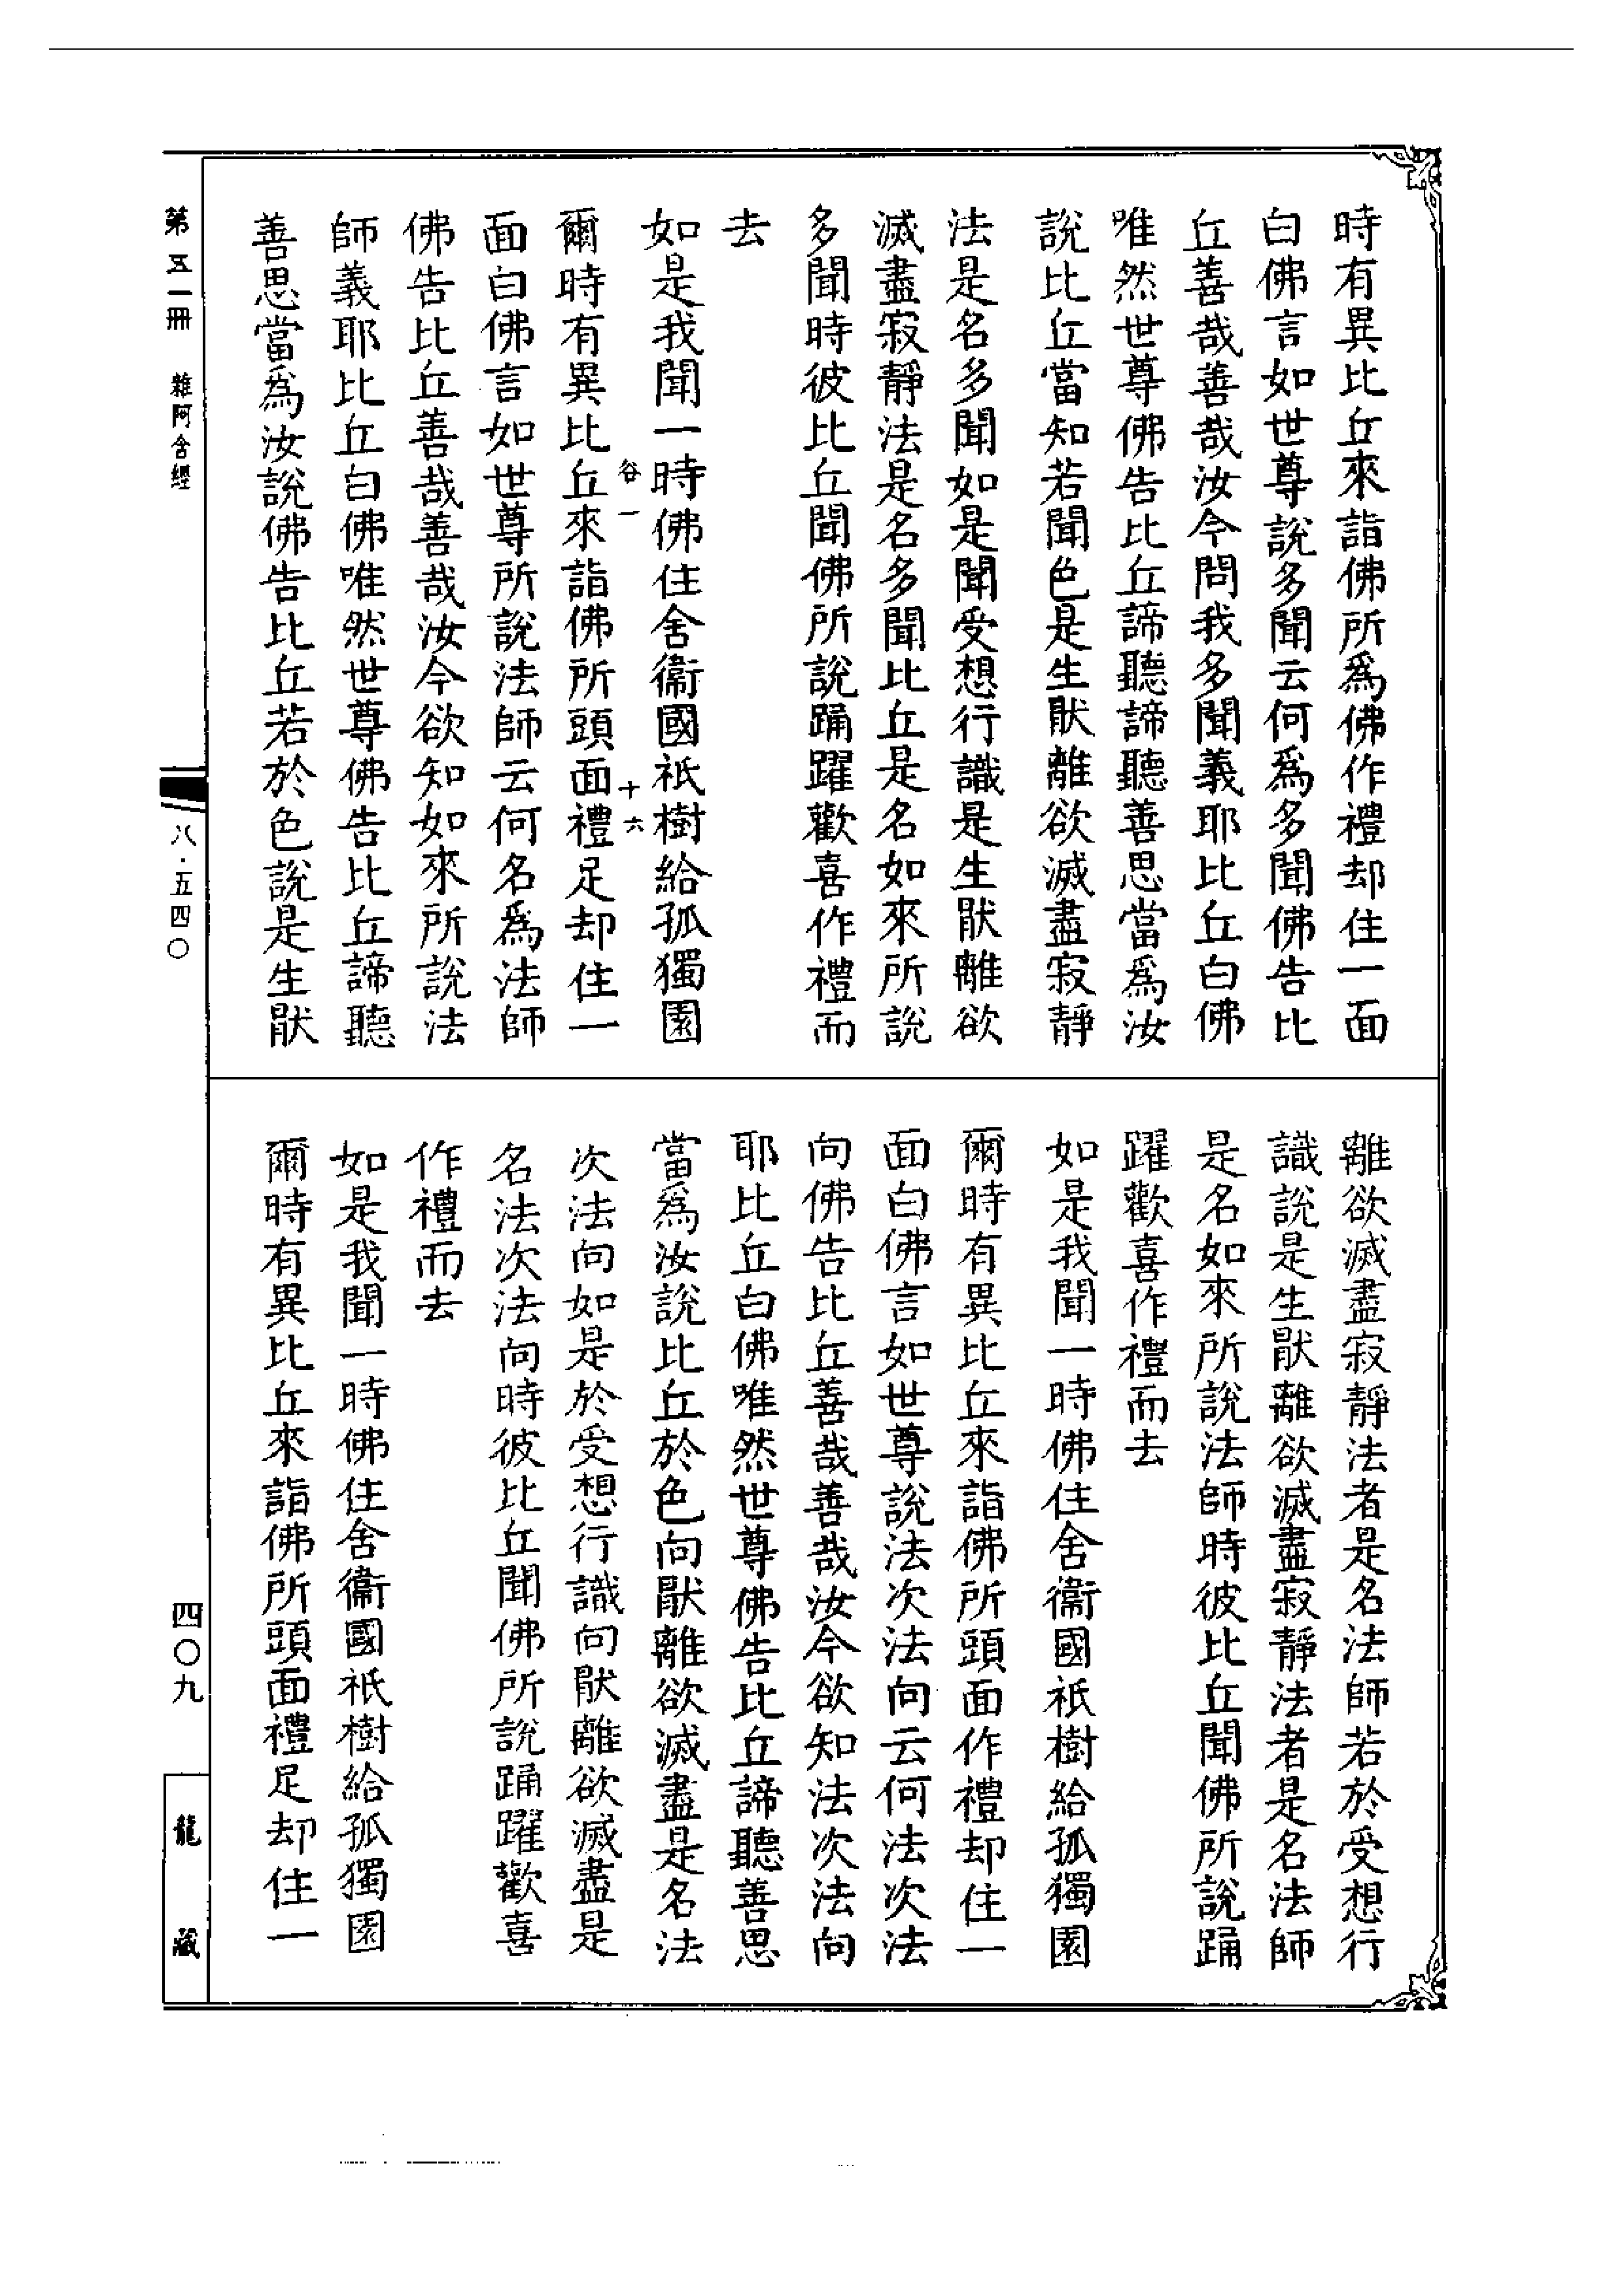 時有異比丘來詣佛所爲佛作禮却住一面
白佛言如世尊說多聞云何爲多聞佛告比
丘善哉善哉汝今問我多聞義耶比丘白佛
唯然世尊佛告比丘諦聽諦聽善思當爲汝
說比丘當知若聞色是生猒離欲滅盡寂靜
法是名多聞如是聞受想行識是生猒離欲
滅盡寂靜法是名多聞比丘是名如來所說
多聞時彼比丘聞佛所說踊躍歡喜作禮而
去
如是我聞一時佛住舍衞國祇樹給孤獨園
谷一 十六
爾時有異比丘來詣佛所頭面禮足却住一
面白佛言如世尊所說法師云何名爲法師
佛告比丘善哉善哉汝今欲知如來所說法
師義耶比丘白佛唯然世尊佛告比丘諦聽
善思當爲汝說佛告比丘若於色說是生猒
離欲滅盡寂靜法者是名法師若於受想行
識說是生猒離欲滅盡寂靜法者是名法師
是名如來所說法師時彼比丘聞佛所說踊
躍歡喜作禮而去
如是我聞一時佛住舍衞國祇樹給孤獨園
爾時有異比丘來詣佛所頭面作禮却住一
面白佛言如世尊說法次法向云何法次法
向佛告比丘善哉善哉汝今欲知法次法向
耶比丘白佛唯然世尊佛告比丘諦聽善思
當爲汝說比丘於色向猒離欲滅盡是名法
次法向如是於受想行識向猒離欲滅盡是
名法次法向時彼比丘聞佛所說踊躍歡喜
作禮而去
如是我聞一時佛住舍衞國祇樹給孤獨園
爾時有異比丘來詣佛所頭面禮足却住一
第五一冊 雜阿含經
八·五四〇
四〇九
龍藏